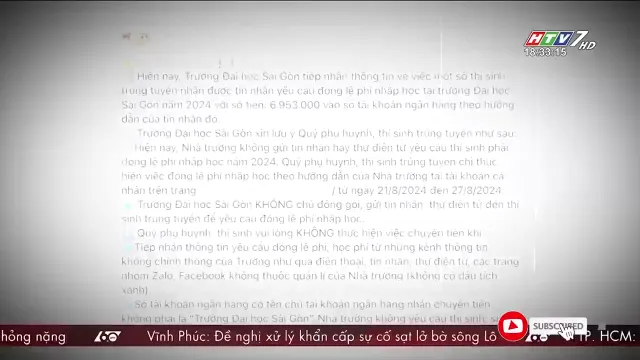 HTV7 HD
18:33:15
Hiện nay, Trường Đại học Sài Gòn tiếp nhận thông tin về việc một số thí sinh
trúng tuyển nhận được tin nhắn yêu cầu đóng lệ phí nhập học tại trường Đại học
Sài Gòn năm 2024 với số tiền: 6.953.000 vào số tài khoản ngân hàng theo hướng
dẫn của tin nhắn đó.
Trường Đại học Sài Gòn xin lưu ý Quý phụ huynh, thí sinh trúng tuyển như sau:
Hiện nay, Nhà trường không gửi tin nhắn hay thư điện tử yêu cầu thí sinh phải
đóng lệ phí nhập học năm 2024. Quý phụ huynh, thí sinh trúng tuyển chỉ thực
hiện việc đóng lệ phí nhập học theo hướng dẫn của Nhà trường tại tài khoản cá
nhân trên trang / từ ngày 21/8/2024 đến 27/8/2024
Trường Đại học Sài Gòn KHÔNG chủ động gọi, gửi tin nhắn, thư điện tử đến thí
sinh trúng tuyển để yêu cầu đóng lệ phí nhập học.
Quý phụ huynh, thí sinh vui lòng KHÔNG thực hiện việc chuyển tiền khi
Tiếp nhận thông tin yêu cầu đóng lệ phí, học phí từ những kênh thông tin
không chính thống của Trường như qua điện thoại, tin nhắn, thư điện tử, các trang
nhóm Zalo, Facebook không thuộc quản lí của Nhà trường (không có dấu tích
xanh)
Số tài khoản ngân hàng có tên chủ tài khoản ngân hàng nhận chuyển tiền
không phải là "Trường Đại học Sài Gòn" Nhà trường không yêu cầu thí sinh
SUBSCRIBED
hỏng nặng 60 Vĩnh Phúc: Đề nghị xử lý khẩn cấp sự cố sạt lở bờ sông Lô 60 TP. HCM: